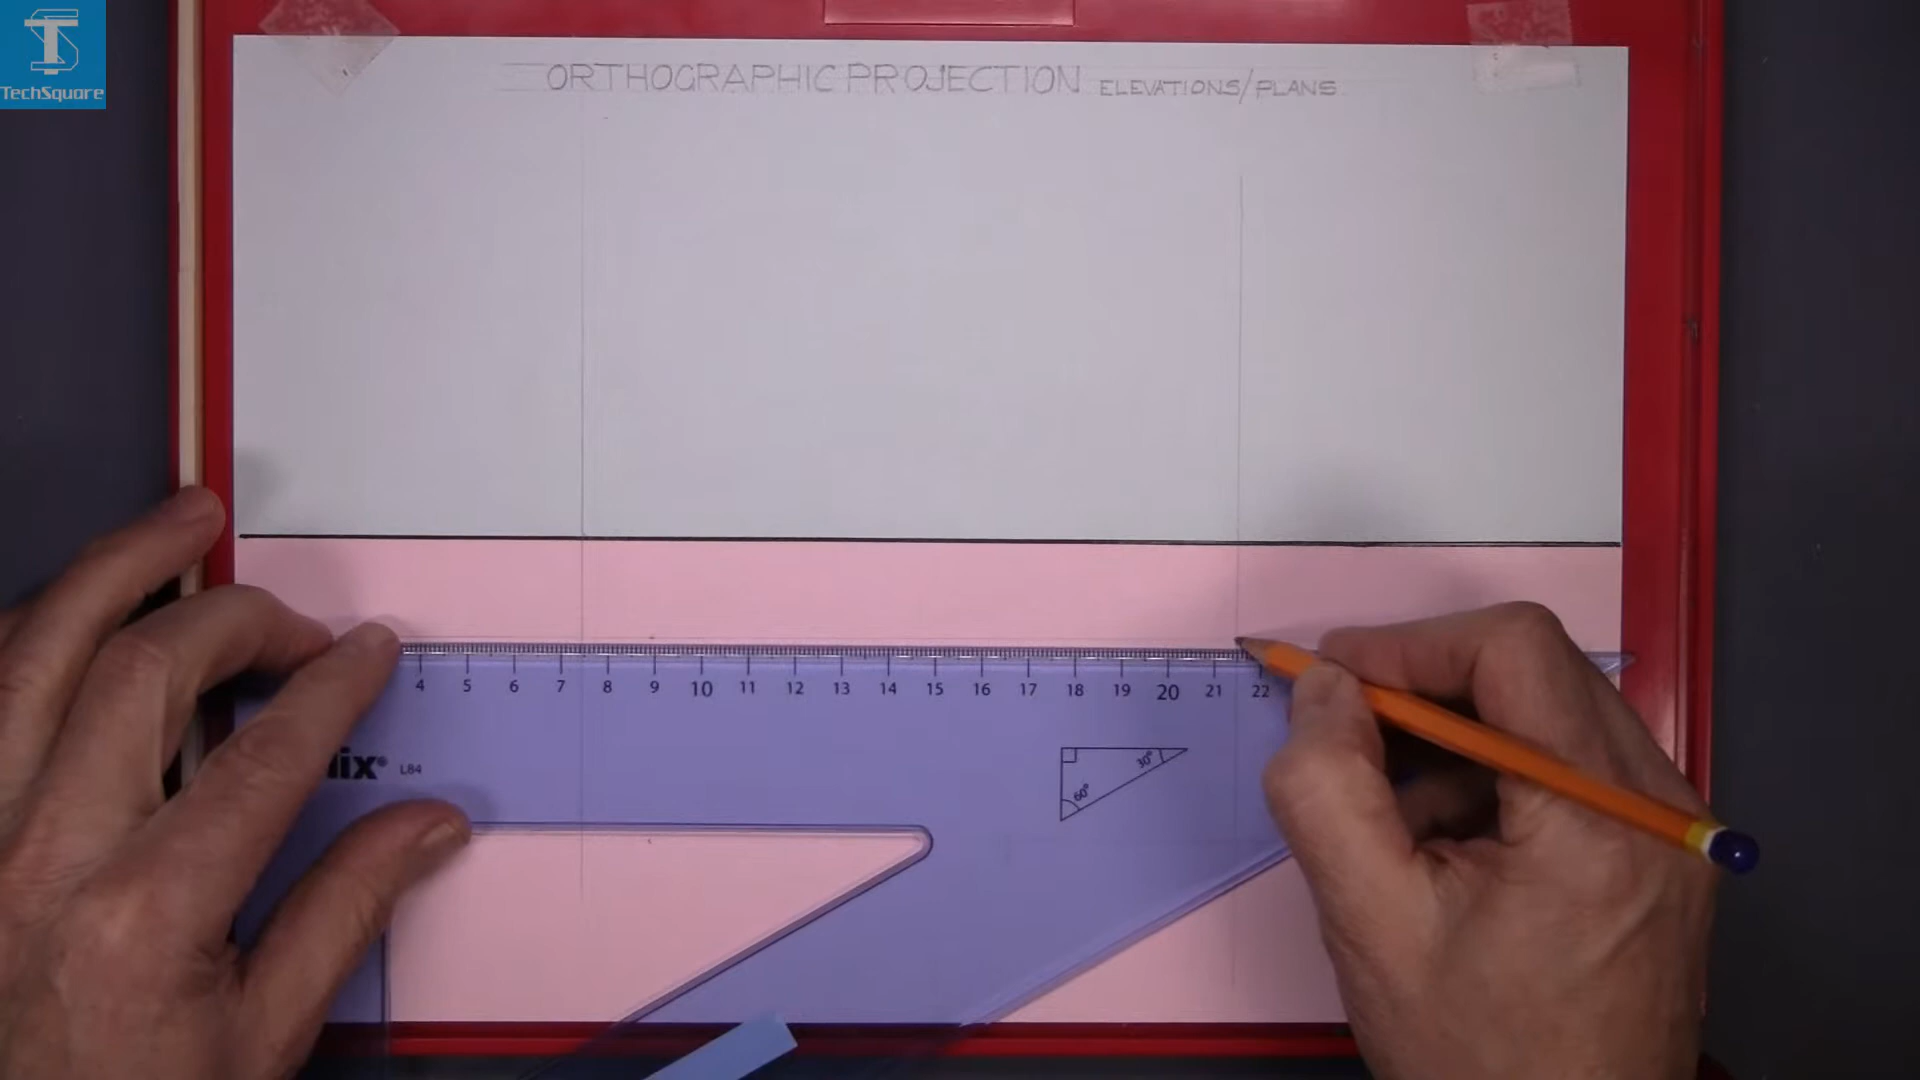 TechSquare
ORTHOGRAPHIC PROJECTION ELEVATIONS/PLANS
4 5 6 7 8 9 10 11 12 13 14 15 16 17 18 19 20 21 22
L84
30°
60°